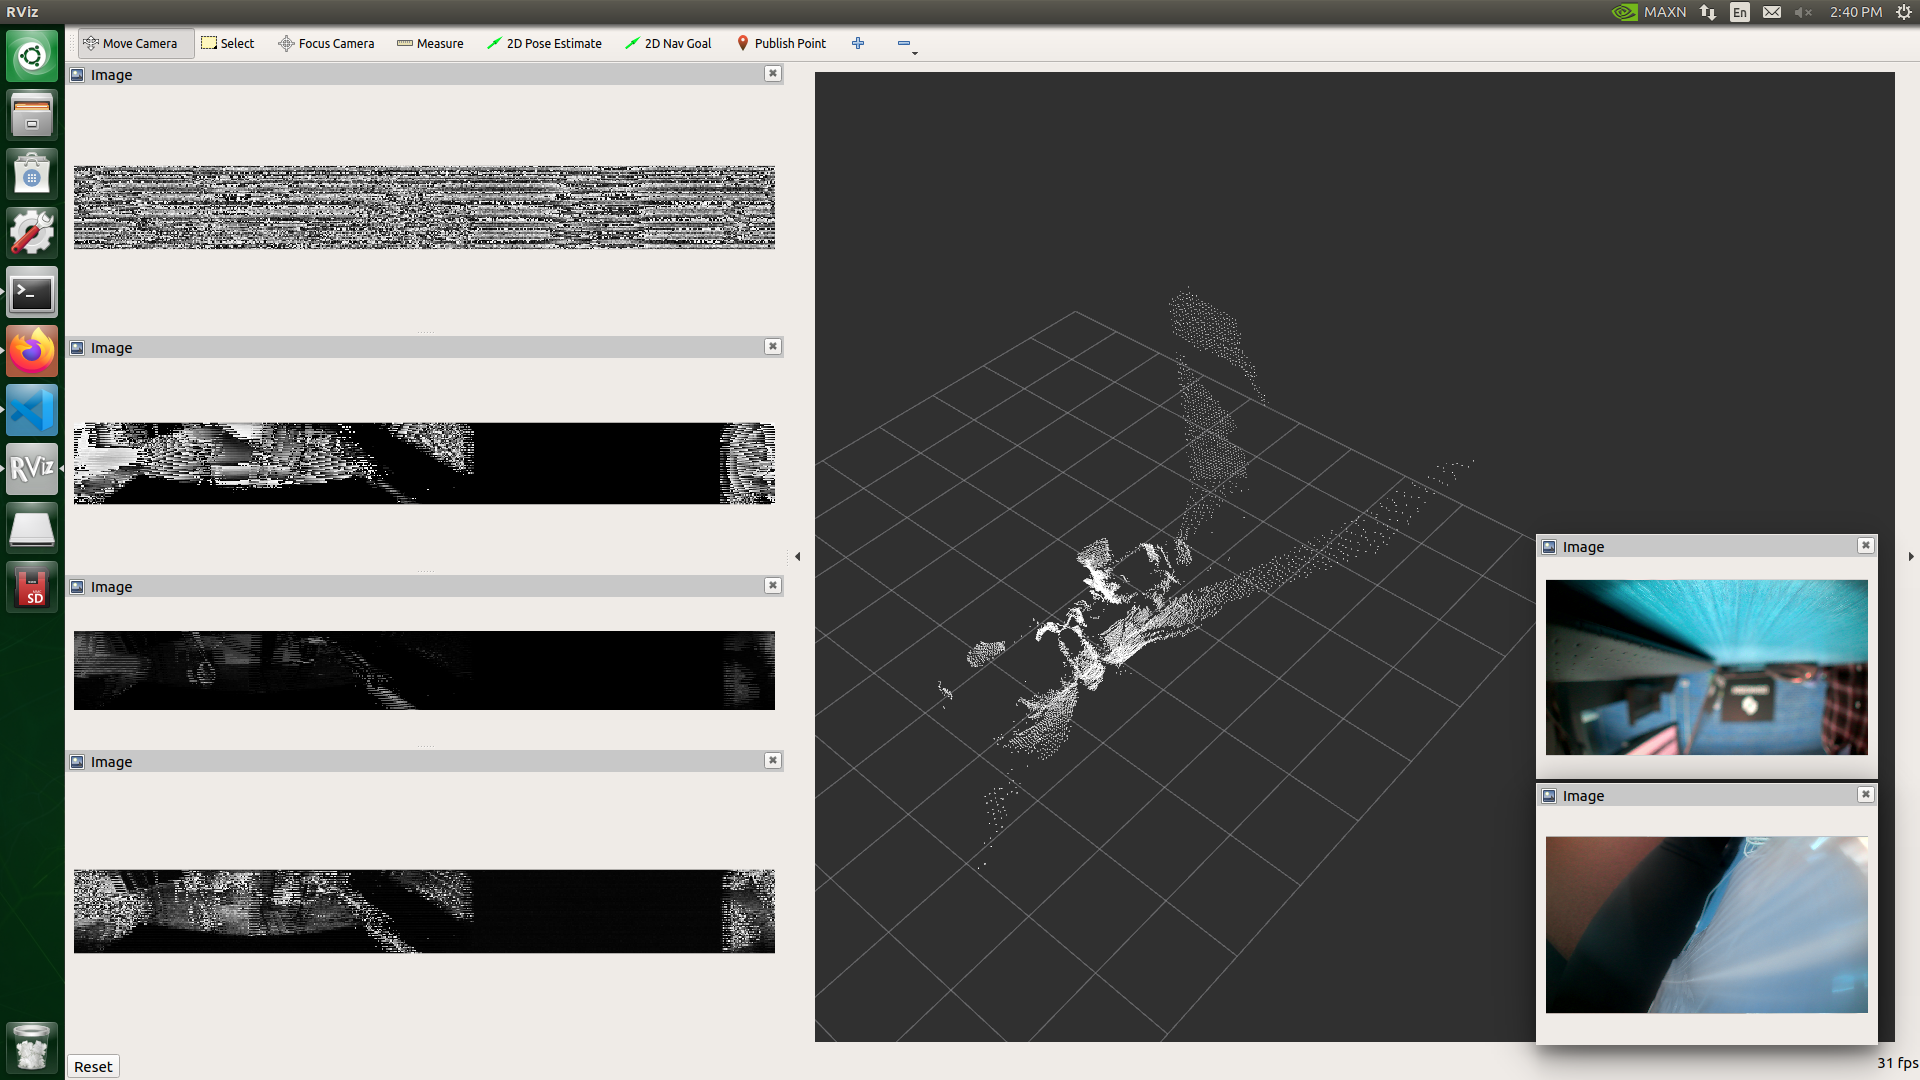 RViz
MAXN
En
2:40 PM
Move Camera
Select
Focus Camera
Measure
2D Pose Estimate
2D Nav Goal
Publish Point
Image
Image
Image
Image
Image
Image
>_
RViz
SD
Reset
31 fps